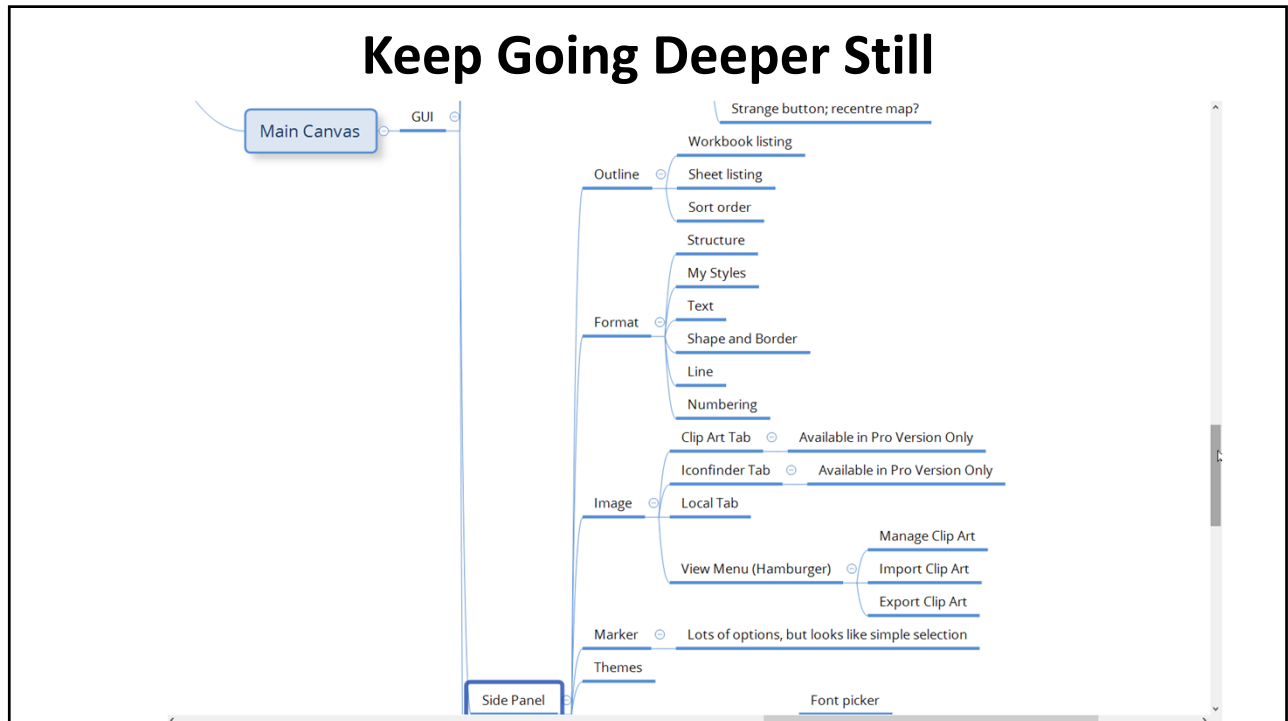 Keep Going Deeper Still
Main Canvas
GUI
Strange button; recentre map?
Outline
Workbook listing
Sheet listing
Sort order
Format
Structure
My Styles
Text
Shape and Border
Line
Numbering
Image
Clip Art Tab
Available in Pro Version Only
Iconfinder Tab
Available in Pro Version Only
Local Tab
View Menu (Hamburger)
Manage Clip Art
Import Clip Art
Export Clip Art
Marker
Lots of options, but looks like simple selection
Themes
Side Panel
Font picker